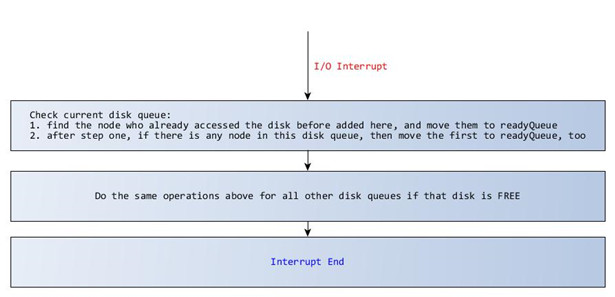 I/O Interrupt
Check current disk queue:
1. find the node who already accessed the disk before added here, and move them to readyQueue
2. after step one, if there is any node in this disk queue, then move the first to readyQueue, too
Do the same operations above for all other disk queues if that disk is FREE
Interrupt End